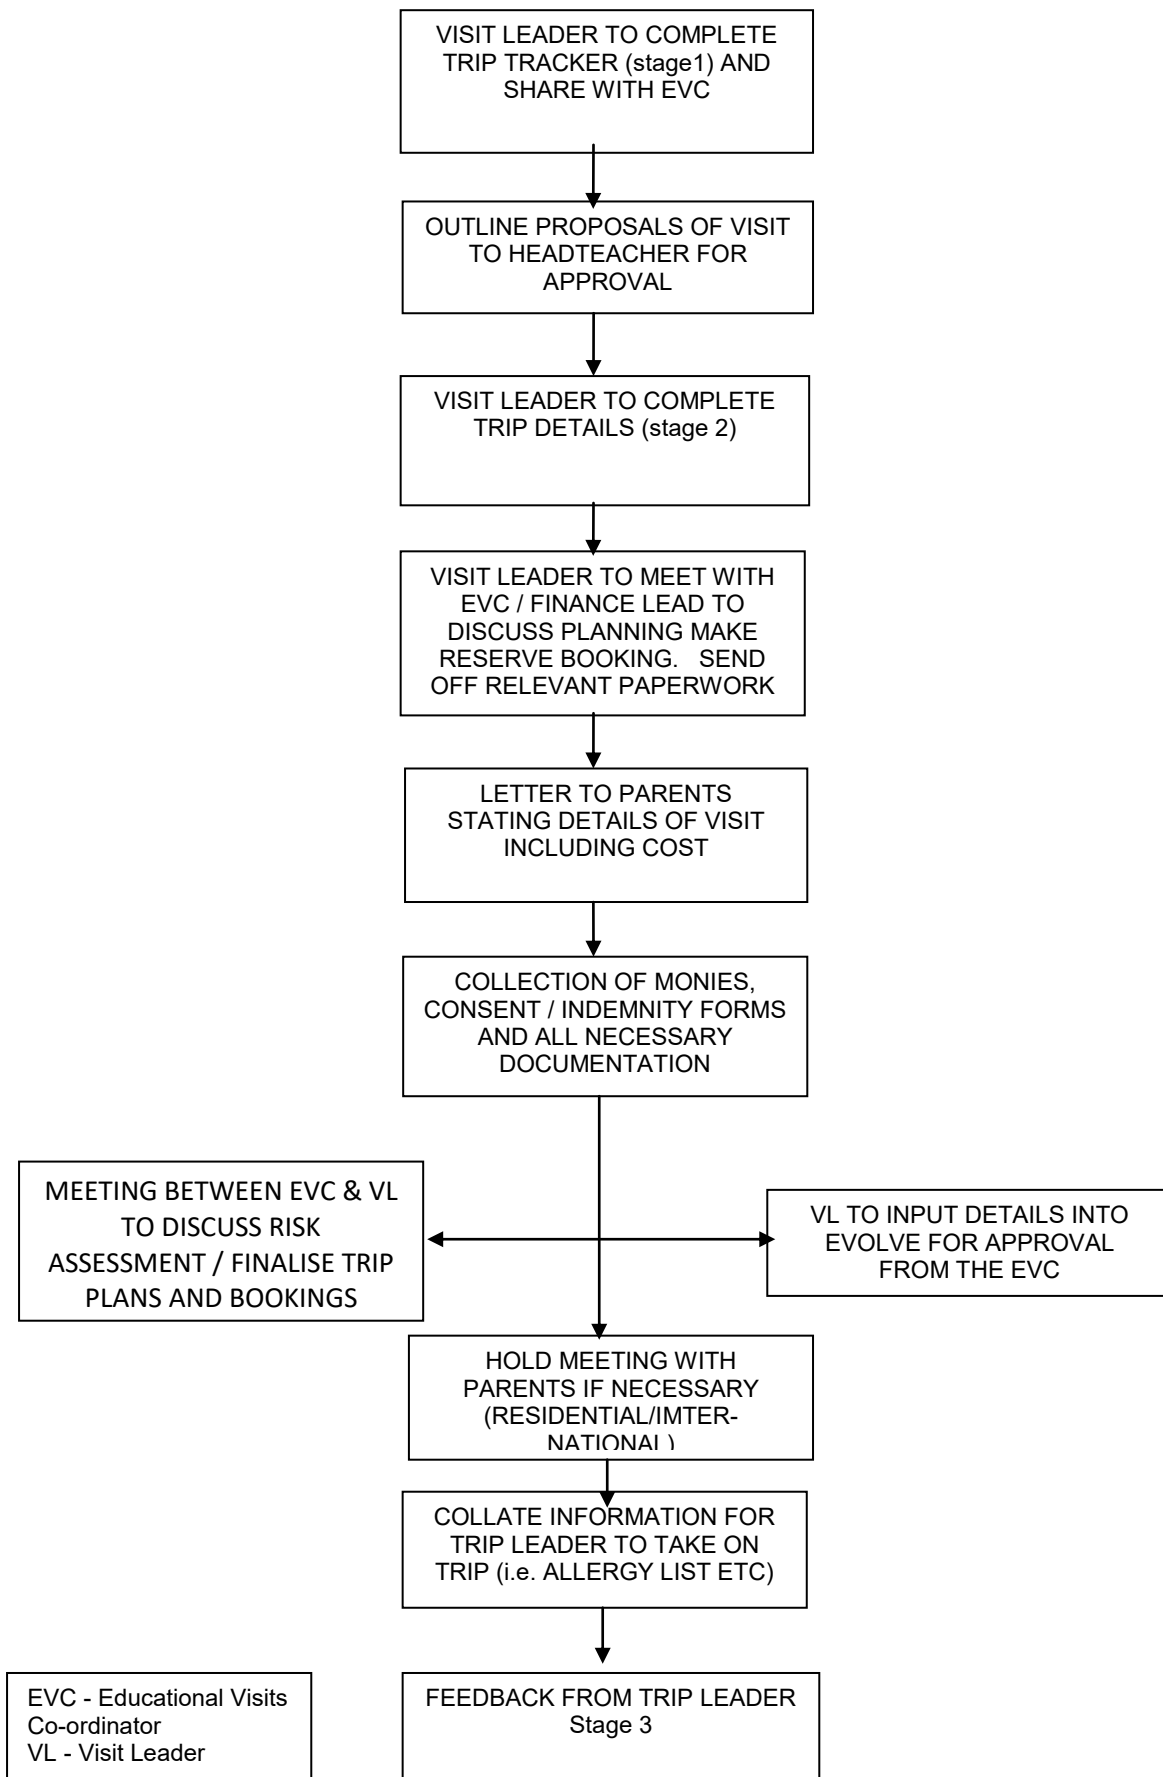 VISIT LEADER TO COMPLETE
TRIP TRACKER (stage1) AND
SHARE WITH EVC
OUTLINE PROPOSALS OF VISIT
TO HEADTEACHER FOR
APPROVAL
VISIT LEADER TO COMPLETE
TRIP DETAILS (stage 2)
VISIT LEADER TO MEET WITH
EVC / FINANCE LEAD TO
DISCUSS PLANNING MAKE
RESERVE BOOKING. SEND
OFF RELEVANT PAPERWORK
LETTER TO PARENTS
STATING DETAILS OF VISIT
INCLUDING COST
COLLECTION OF MONIES,
CONSENT / INDEMNITY FORMS
AND ALL NECESSARY
DOCUMENTATION
MEETING BETWEEN EVC & VL
TO DISCUSS RISK
ASSESSMENT / FINALISE TRIP
PLANS AND BOOKINGS
VL TO INPUT DETAILS INTO
EVOLVE FOR APPROVAL
FROM THE EVC
HOLD MEETING WITH
PARENTS IF NECESSARY
(RESIDENTIAL/IMTER-
NATIONAL)
COLLATE INFORMATION FOR
TRIP LEADER TO TAKE ON
TRIP (i.e. ALLERGY LIST ETC)
EVC - Educational Visits
Co-ordinator
VL - Visit Leader
FEEDBACK FROM TRIP LEADER
Stage 3